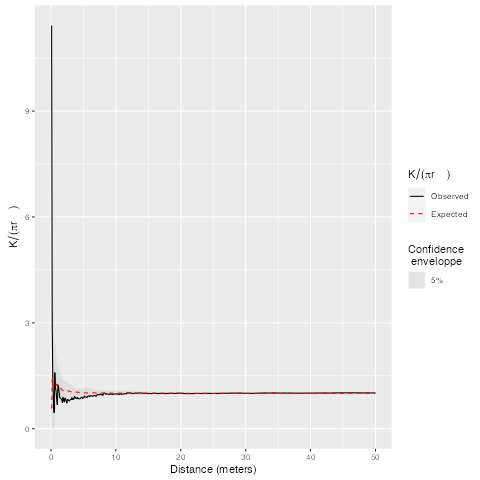 K/(πr )
9
6
3
0
0
10
20
30
40
50
Distance (meters)
K/(πr )
Observed
Expected
Confidence
enveloppe
5%